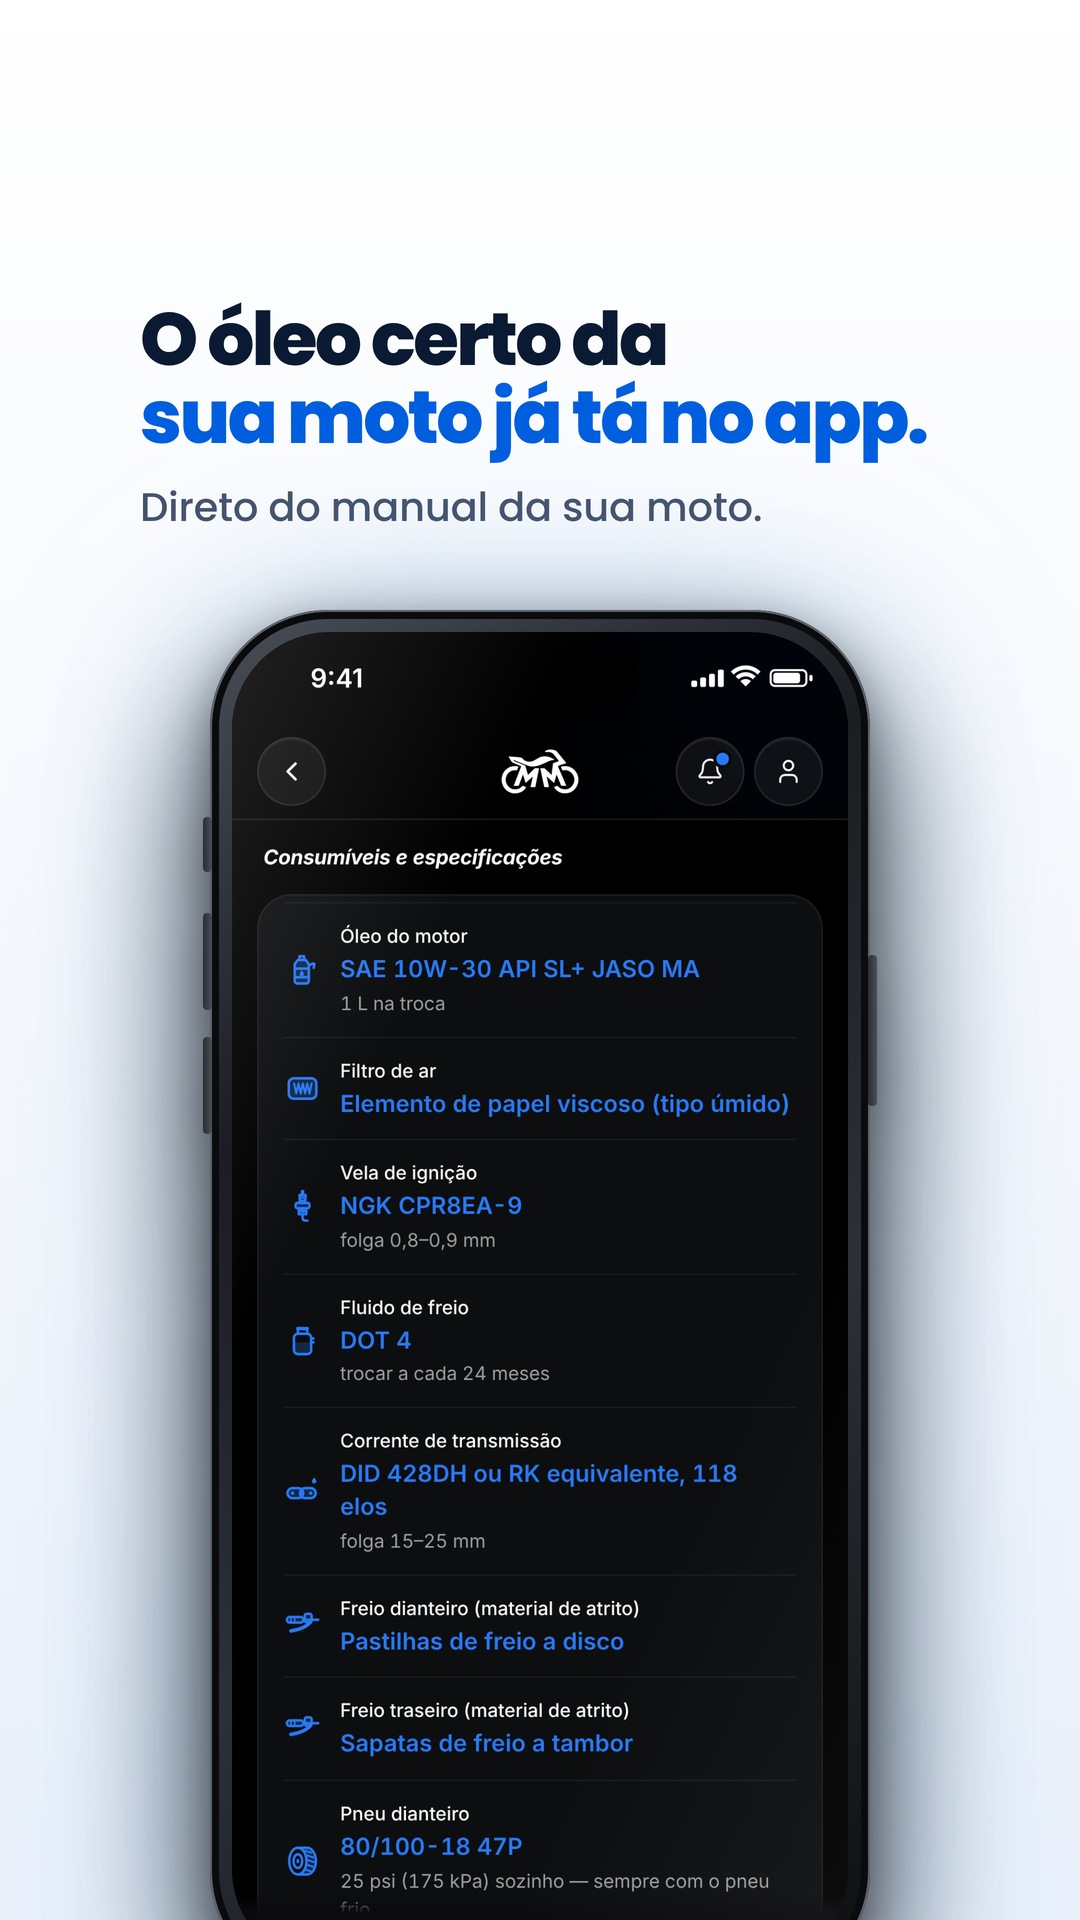 O óleo certo da
sua moto já tá no app.
Direto do manual da sua moto.
9:41
MM
Consumíveis e especificações
Óleo do motor
SAE 10W-30 API SL+ JASO MA
1 L na troca
Filtro de ar
Elemento de papel viscoso (tipo úmido)
Vela de ignição
NGK CPR8EA-9
folga 0,8–0,9 mm
Fluido de freio
DOT 4
trocar a cada 24 meses
Corrente de transmissão
DID 428DH ou RK equivalente, 118
elos
folga 15–25 mm
Freio dianteiro (material de atrito)
Pastilhas de freio a disco
Freio traseiro (material de atrito)
Sapatas de freio a tambor
Pneu dianteiro
80/100-18 47P
25 psi (175 kPa) sozinho — sempre com o pneu
frio